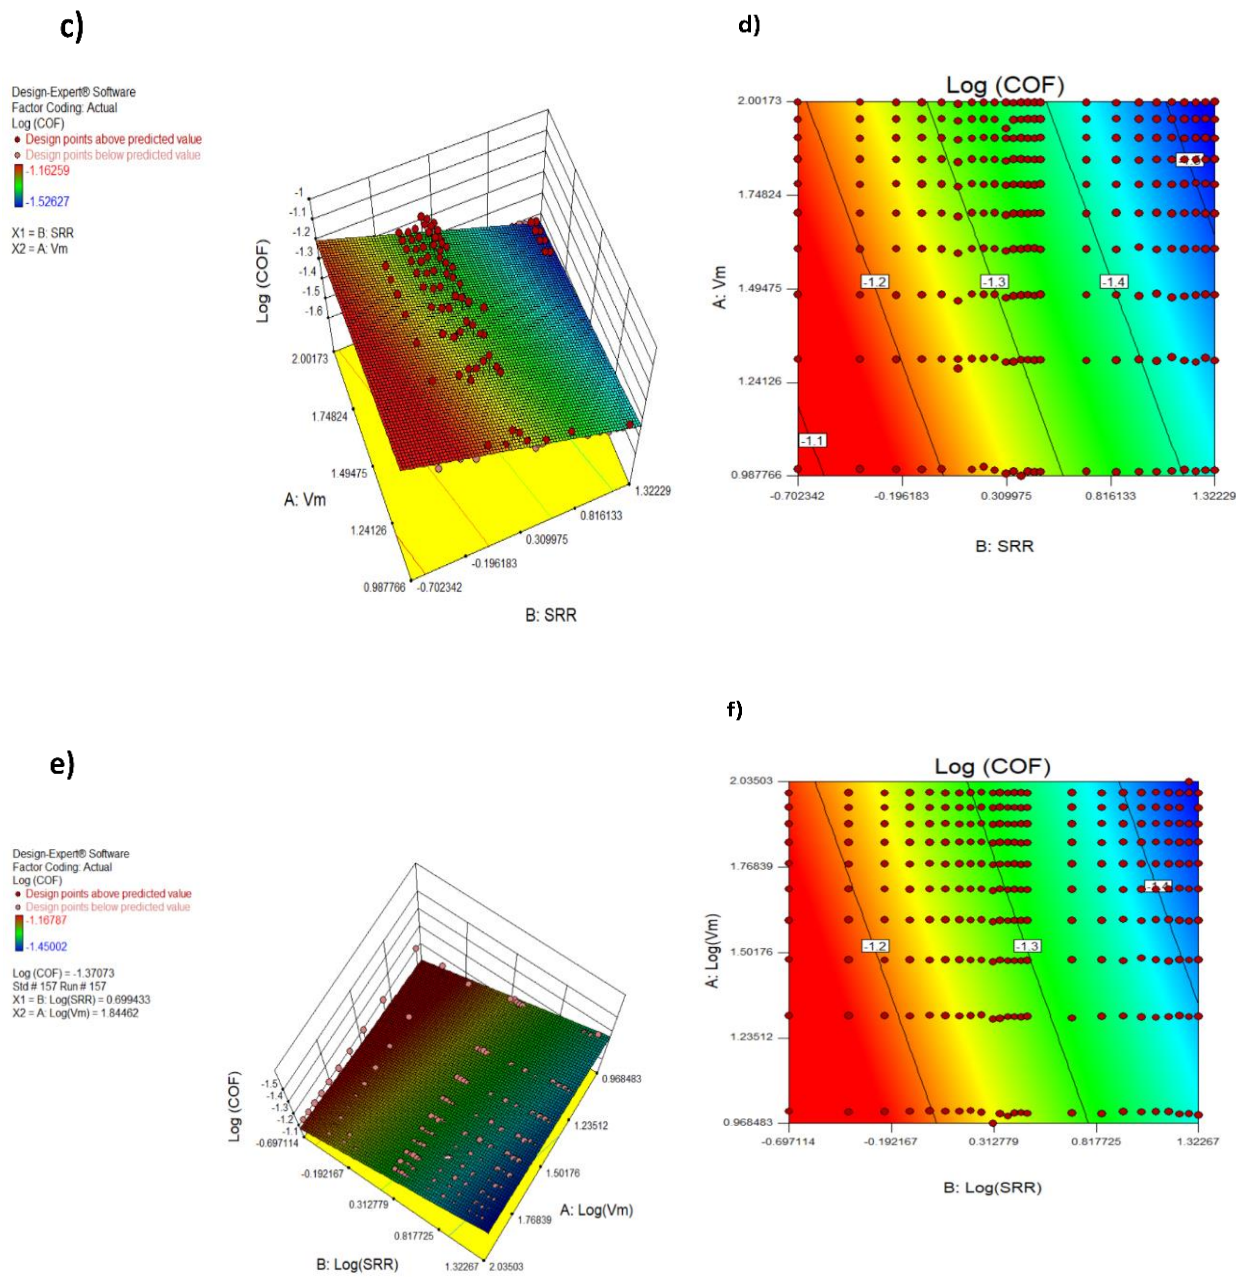 c)
Design-Expert® Software
Factor Coding: Actual
Log (COF)
Design points above predicted value
Design points below predicted value
-1.16259
-1.52627
X1 = B: SRR
X2 = A: Vm
Log (COF)
-1
-1.1
-1.2
-1.3
-1.4
-1.5
-1.6
2.00173
1.74824
1.49475
1.24126
0.987766
A: Vm
-0.702342
-0.196183
0.309975
0.816133
1.32229
B: SRR
d)
Log (COF)
2.00173
1.74824
1.49475
1.24126
0.987766
A: Vm
-1.1
-1.2
-1.3
-1.4
-0.702342
-0.196183
0.309975
0.816133
1.32229
B: SRR
e)
Design-Expert® Software
Factor Coding: Actual
Log (COF)
Design points above predicted value
Design points below predicted value
-1.16787
-1.45002
Log (COF) = -1.37073
Std # 157 Run # 157
X1 = B: Log(SRR) = 0.699433
X2 = A: Log(Vm) = 1.84462
Log (COF)
-1.5
-1.4
-1.3
-1.2
-1.1
-0.697114
-0.192167
0.312779
0.817725
1.32267
B: Log(SRR)
0.968483
1.23512
1.50176
1.76839
2.03503
A: Log(Vm)
f)
Log (COF)
2.03503
1.76839
1.50176
1.23512
0.968483
A: Log(Vm)
-1.2
-1.3
-1.4
-0.697114
-0.192167
0.312779
0.817725
1.32267
B: Log(SRR)